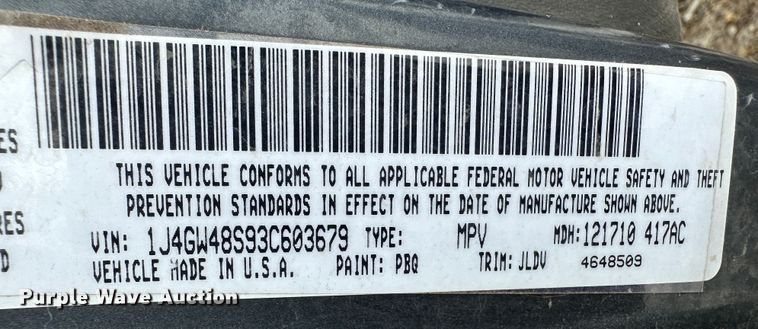 ES
THIS VEHICLE CONFORMS TO ALL APPLICABLE FEDERAL MOTOR VEHICLE SAFETY AND THEFT
PREVENTION STANDARDS IN EFFECT ON THE DATE OF MANUFACTURE SHOWN ABOVE.
RES
VIN: 1J4GW48S93C603679 TYPE: MPV MDH: 121710 417AC
D
VEHICLE MADE IN U.S.A. PAINT: PBQ TRIM: JLDV 4648509
Purple Wave Auction